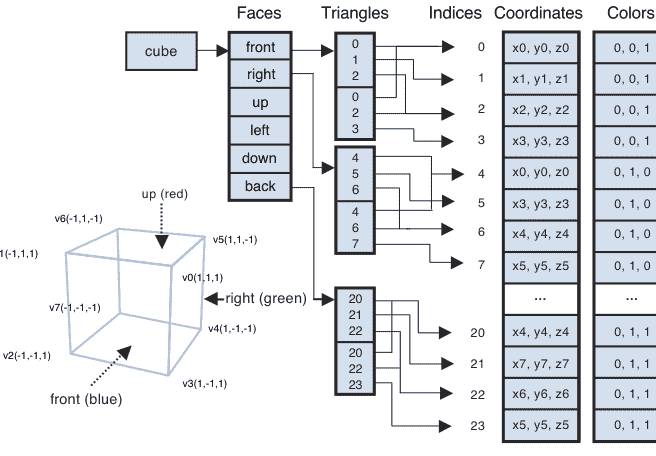 Faces Triangles Indices Coordinates Colors
cube
front
right
up
left
down
back
0
1
2
0
2
3
4
5
6
4
6
7
20
21
22
20
22
23
0
1
2
3
4
5
6
7
20
21
22
23
x0, y0, z0
x1, y1, z1
x2, y2, z2
x3, y3, z3
x0, y0, z0
x3, y3, z3
x4, y4, z4
x5, y5, z5
...
x4, y4, z4
x7, y7, z7
x6, y6, z6
x5, y5, z5
0, 0, 1
0, 0, 1
0, 0, 1
0, 0, 1
0, 1, 0
0, 1, 0
0, 1, 0
0, 1, 0
...
0, 1, 1
0, 1, 1
0, 1, 1
0, 1, 1
up (red)
v6(-1,1,-1)
v5(1,1,-1)
1(-1,1,1)
v0(1,1,1)
right (green)
v7(-1,-1,-1)
v4(1,-1,-1)
v2(-1,-1,1)
v3(1,-1,1)
front (blue)